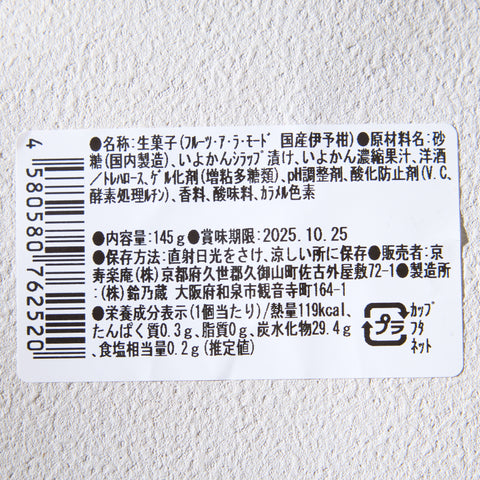 ●名称:生菓子(フルーツ・ア・ラ・モード 国産伊予柑)●原材料名:砂
糖(国内製造)、いよかんシラップ漬け、いよかん濃縮果汁、洋酒
/トレハロース、ゲル化剤(増粘多糖類)、pH調整剤、酸化防止剤(V.C、
酵素処理ルチン)、香料、酸味料、カラメル色素
●内容量:145g●賞味期限:2025.10.25
●保存方法:直射日光をさけ、涼しい所に保存●販売者:京
寿楽庵(株)京都府久世郡久御山町佐古外屋敷72-1●製造所
:(株)鈴乃蔵 大阪府和泉市観音寺町164-1
●栄養成分表示(1個当たり)/熱量119kcal、
たんぱく質0.3g、脂質0g、炭水化物29.4g
、食塩相当量0.2g(推定値)
プラ
カップ
フタ
ネット
4580580762520